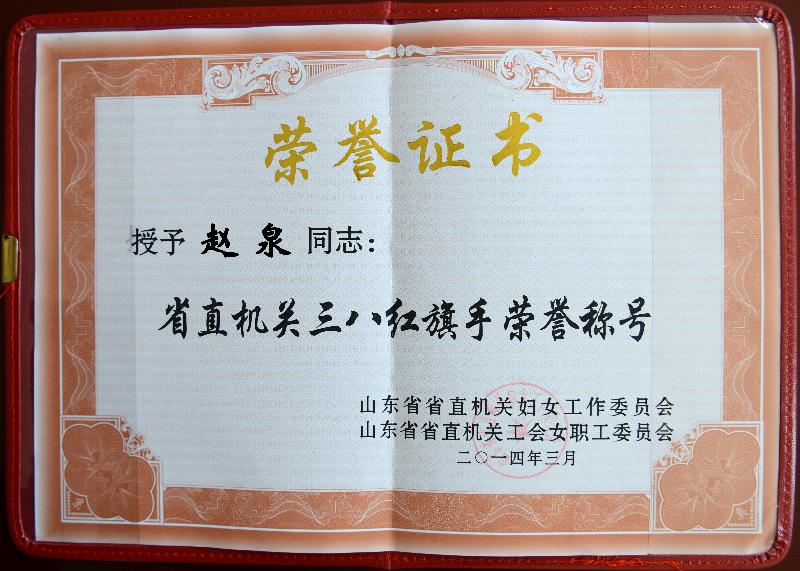 荣誉证书
授予 赵泉 同志：
省直机关三八红旗手荣誉称号
山东省省直机关妇女工作委员会
山东省省直机关工会女职工委员会
二〇一四年三月